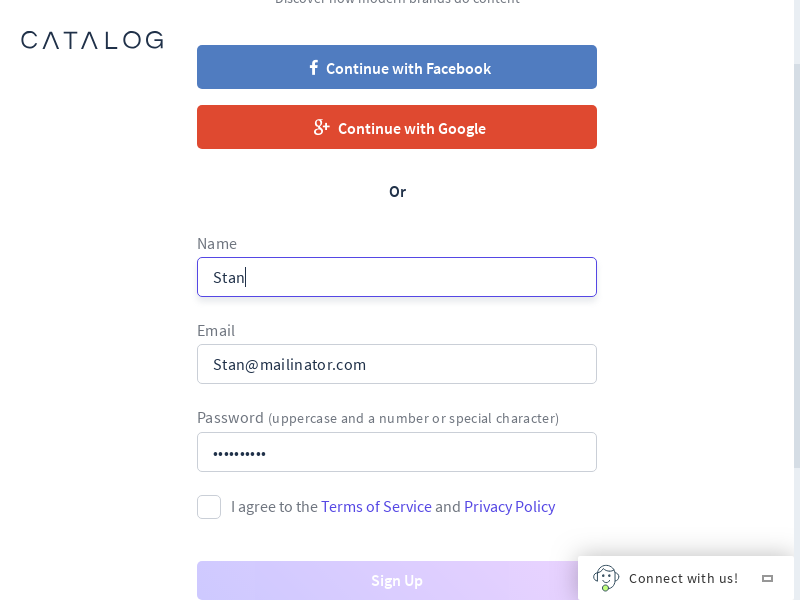 Discover how modern brands do content
CATALOG
Continue with Facebook
Continue with Google
Or
Name
Stan
Email
Stan@mailinator.com
Password (uppercase and a number or special character)
••••••••••
I agree to the Terms of Service and Privacy Policy
Sign Up
Connect with us!